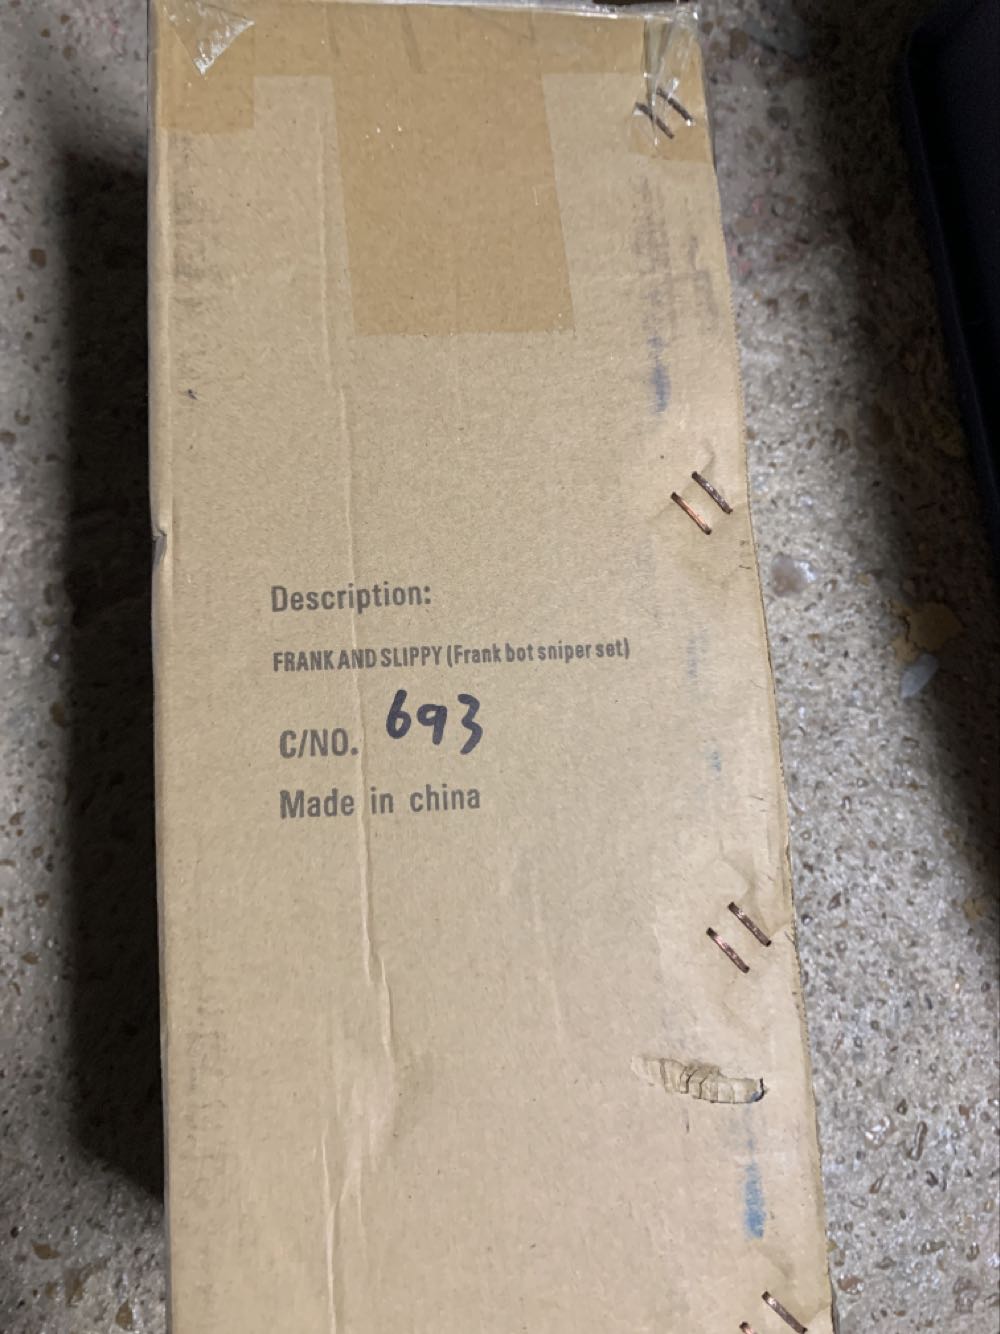 Description:
FRANK AND SLIPPY (Frank bot sniper set)
C/NO. 693
Made in china